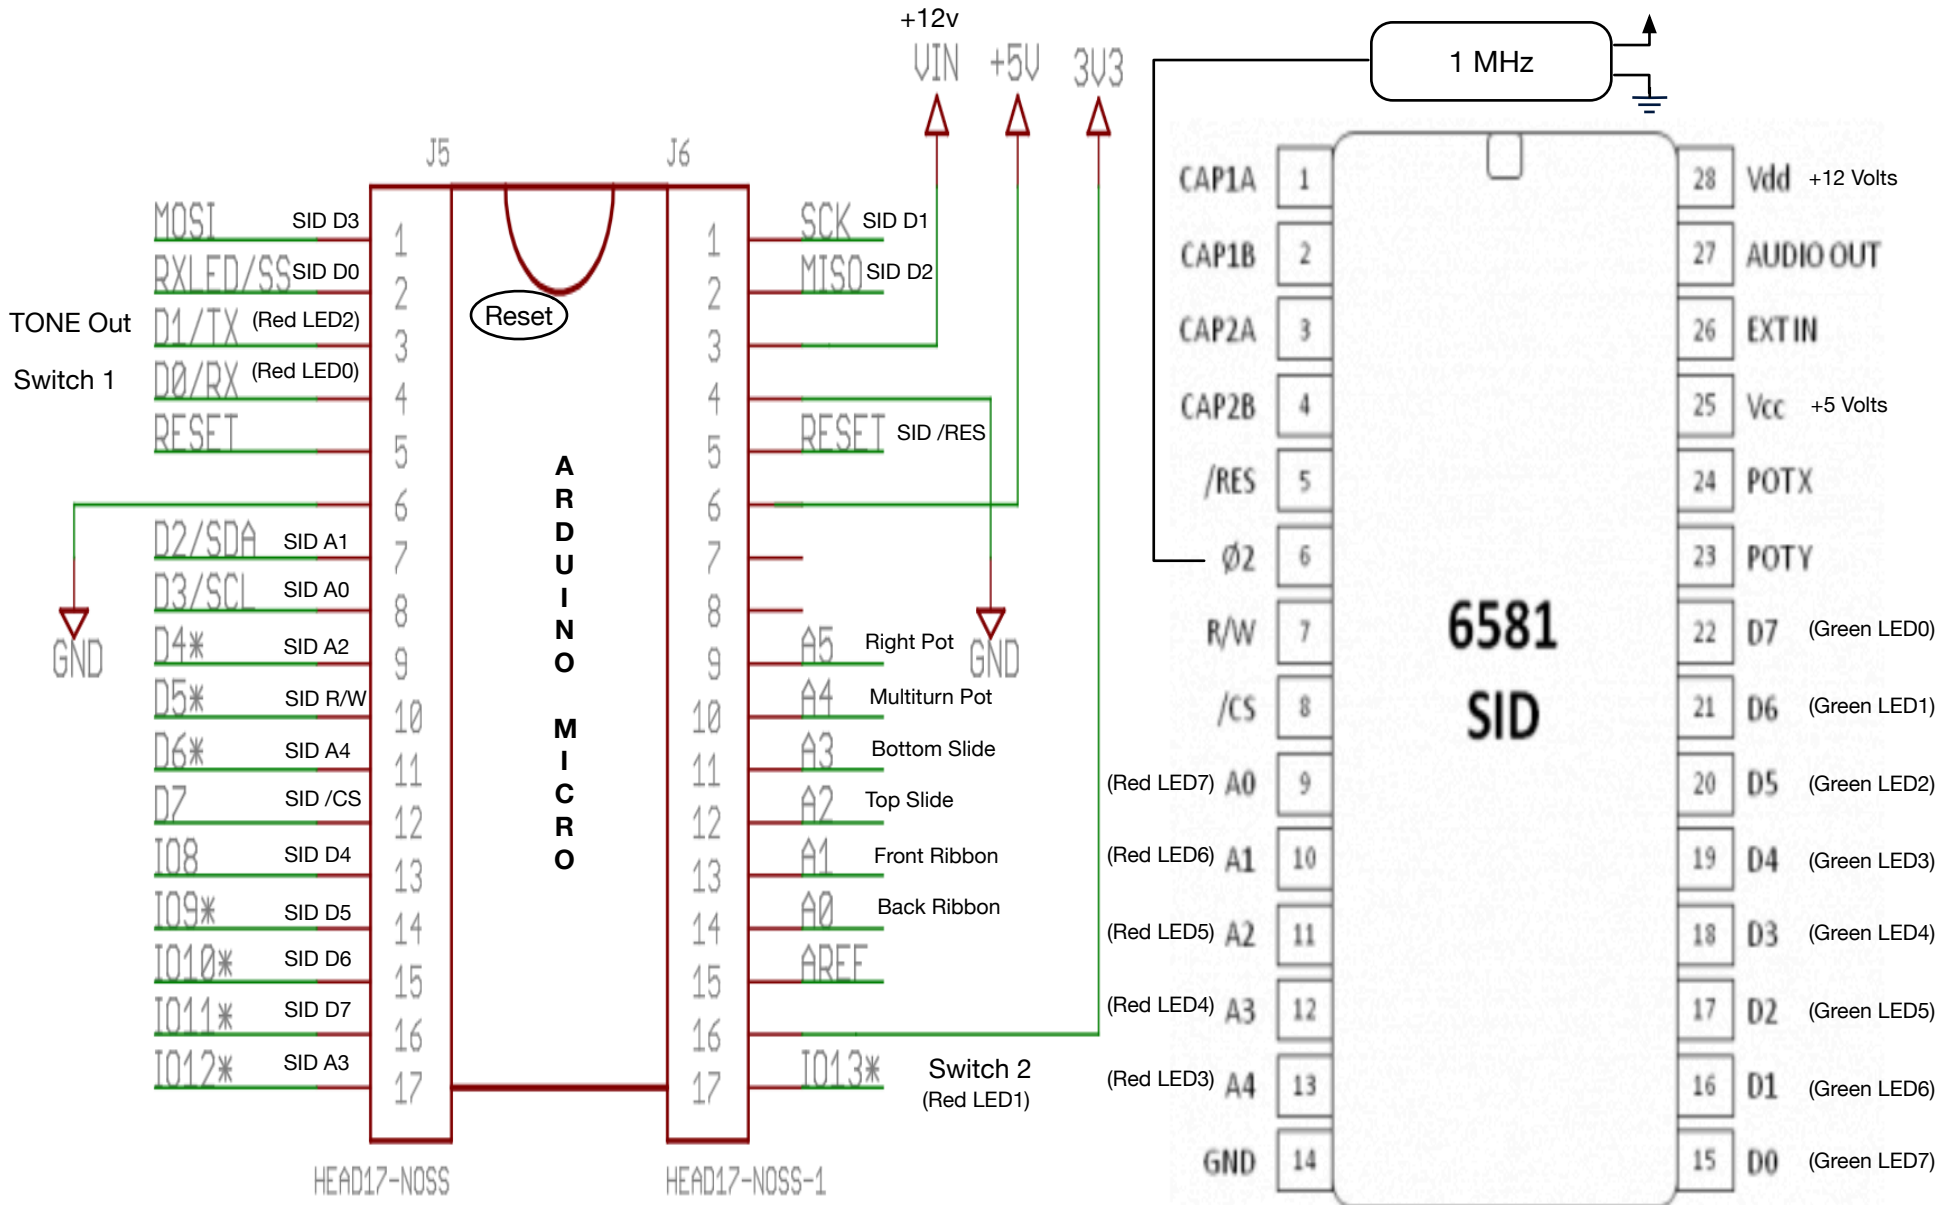 +12v
VIN +5V 3V3
1 MHz
J5 J6
MOSI SID D3 1
RXLED/SS SID D0 2
TONE Out D1/TX (Red LED2) 3
Switch 1 D0/RX (Red LED0) 4
RESET 5
6
GND
D2/SDA SID A1 7
D3/SCL SID A0 8
D4* SID A2 9
D5* SID R/W 10
D6* SID A4 11
D7 SID /CS 12
IO8 SID D4 13
IO9* SID D5 14
IO10* SID D6 15
IO11* SID D7 16
IO12* SID A3 17
HEAD17-NOSS
Reset
ARDUINO MICRO
1 SCK SID D1
2 MISO SID D2
3
4
5 RESET SID /RES
6
7
8
GND
9 A5 Right Pot
10 A4 Multiturn Pot
11 A3 Bottom Slide
12 A2 Top Slide
13 A1 Front Ribbon
14 A0 Back Ribbon
15 AREF
16
17 IO13* Switch 2
(Red LED1)
HEAD17-NOSS-1
CAP1A 1
CAP1B 2
CAP2A 3
CAP2B 4
/RES 5
Ø2 6
R/W 7
/CS 8
(Red LED7) A0 9
(Red LED6) A1 10
(Red LED5) A2 11
(Red LED4) A3 12
(Red LED3) A4 13
GND 14
6581
SID
28 Vdd +12 Volts
27 AUDIO OUT
26 EXT IN
25 Vcc +5 Volts
24 POT X
23 POT Y
22 D7 (Green LED0)
21 D6 (Green LED1)
20 D5 (Green LED2)
19 D4 (Green LED3)
18 D3 (Green LED4)
17 D2 (Green LED5)
16 D1 (Green LED6)
15 D0 (Green LED7)